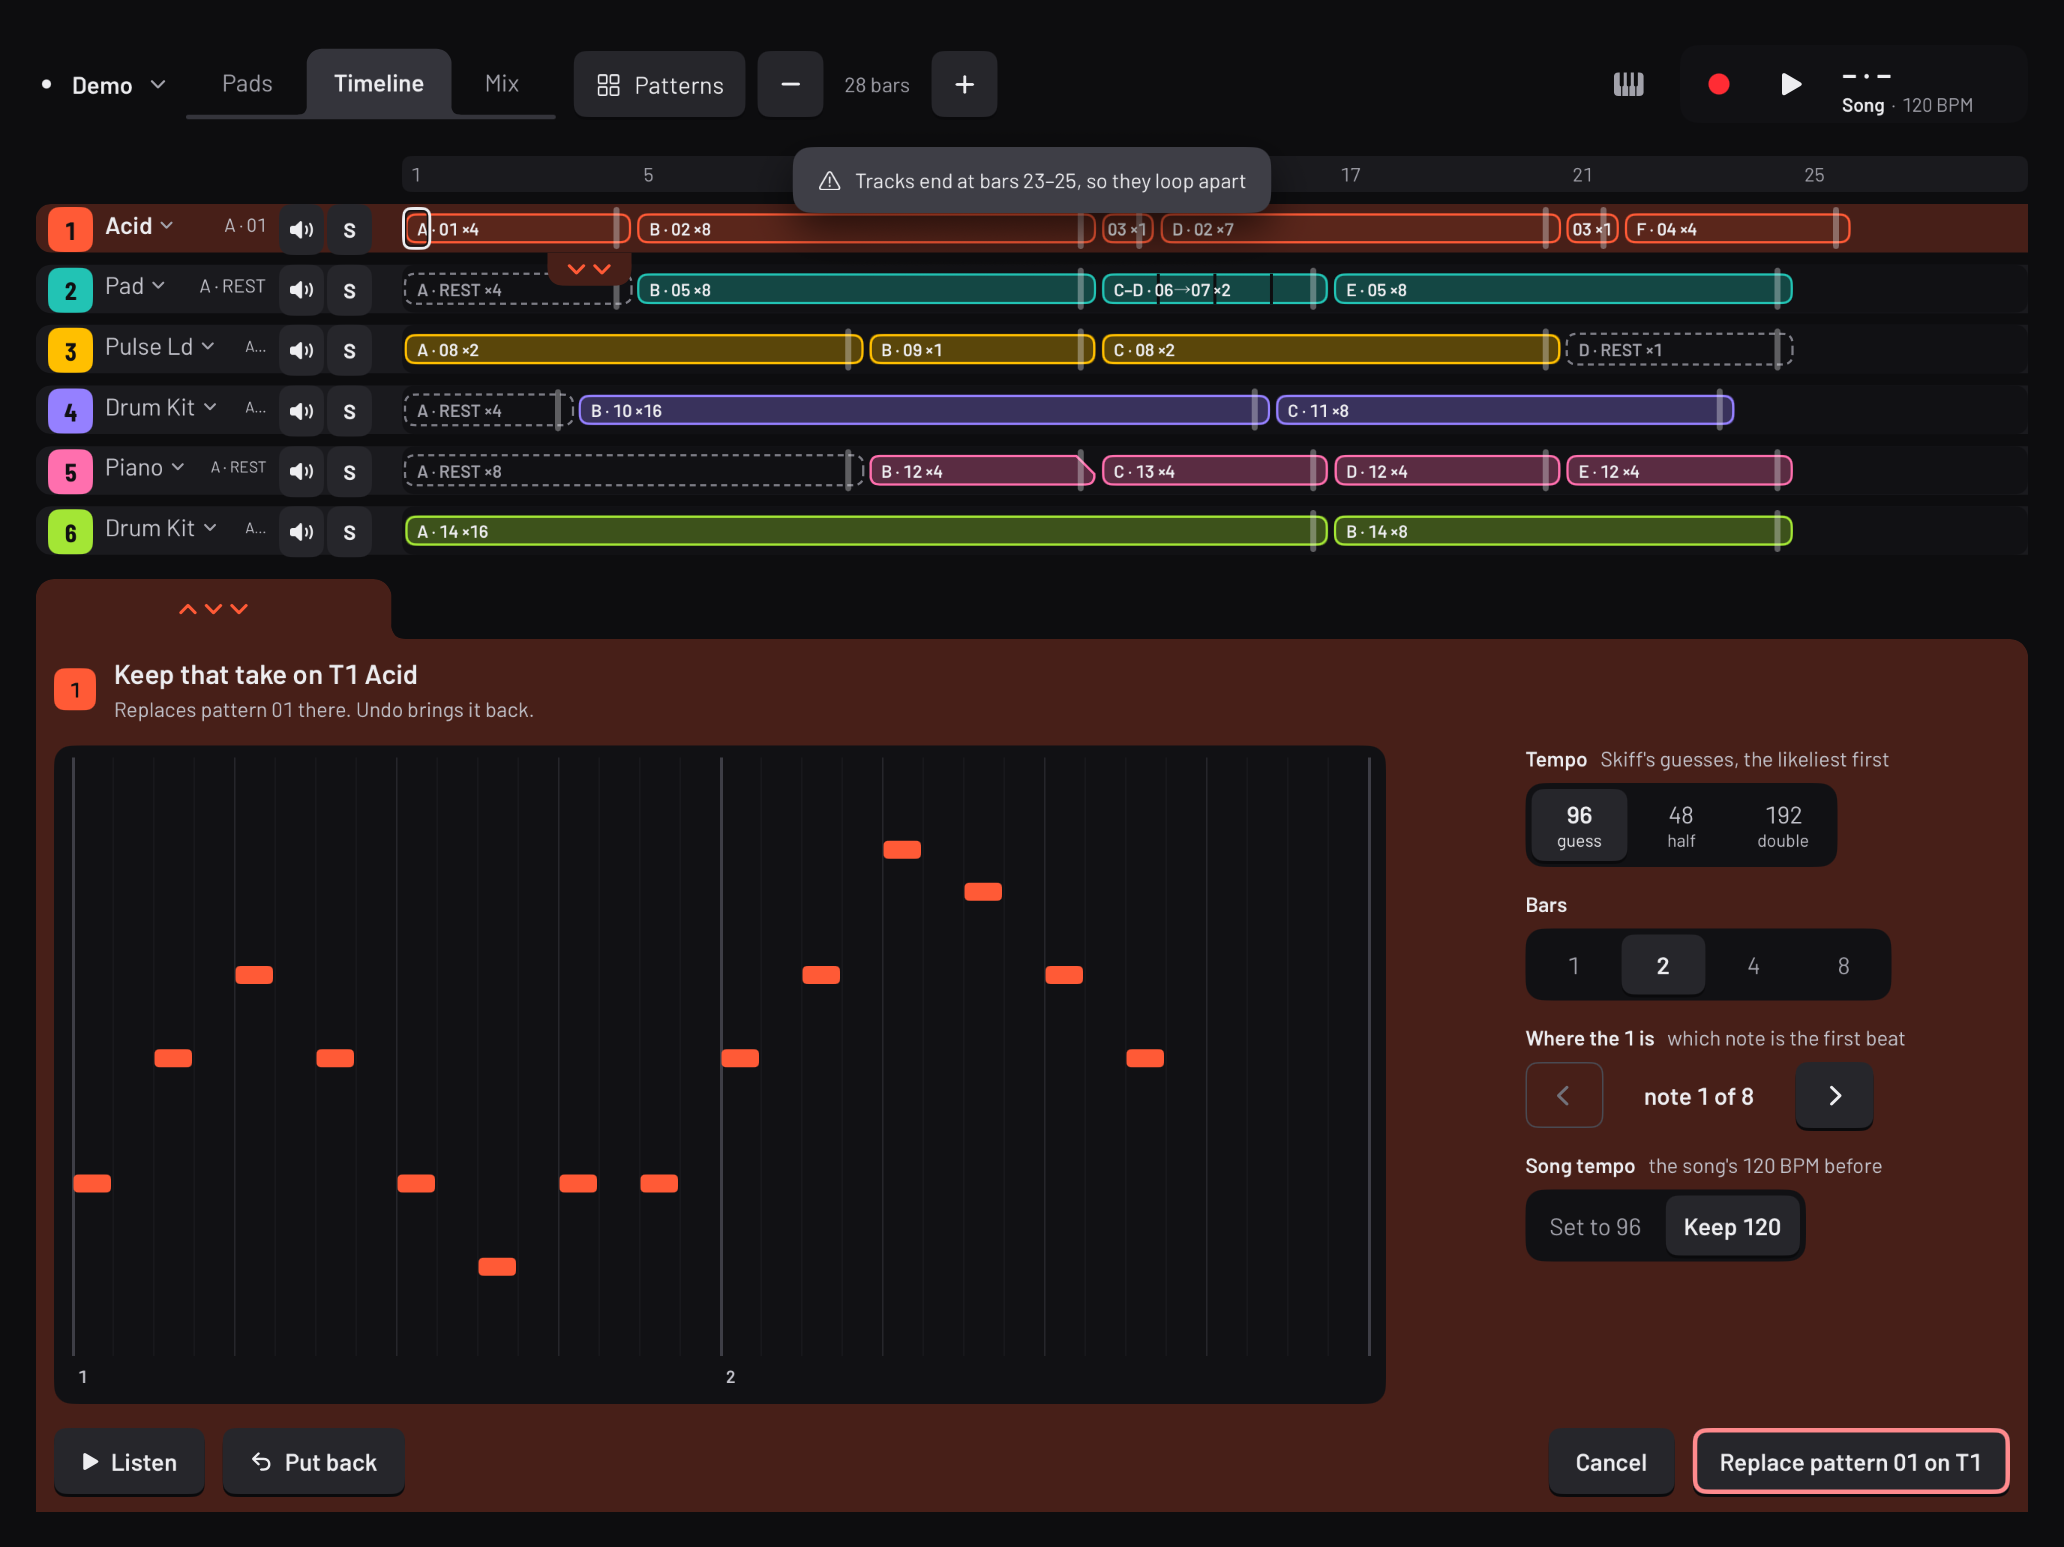 Demo Pads Timeline Mix Patterns − 28 bars + –·–
Song · 120 BPM
1 5 17 21 25
Tracks end at bars 23–25, so they loop apart
1 Acid A·01 S A·01 ×4 B·02 ×8 03 ×1 D·02 ×7 03 ×1 F·04 ×4
2 Pad A·REST S A·REST ×4 B·05 ×8 C–D·06→07 ×2 E·05 ×8
3 Pulse Ld A... S A·08 ×2 B·09 ×1 C·08 ×2 D·REST ×1
4 Drum Kit A... S A·REST ×4 B·10 ×16 C·11 ×8
5 Piano A·REST S A·REST ×8 B·12 ×4 C·13 ×4 D·12 ×4 E·12 ×4
6 Drum Kit A... S A·14 ×16 B·14 ×8
1 Keep that take on T1 Acid
Replaces pattern 01 there. Undo brings it back.
Tempo Skiff's guesses, the likeliest first
96 48 192
guess half double
Bars
1 2 4 8
Where the 1 is which note is the first beat
note 1 of 8
Song tempo the song's 120 BPM before
Set to 96 Keep 120
1 2
Listen Put back Cancel Replace pattern 01 on T1